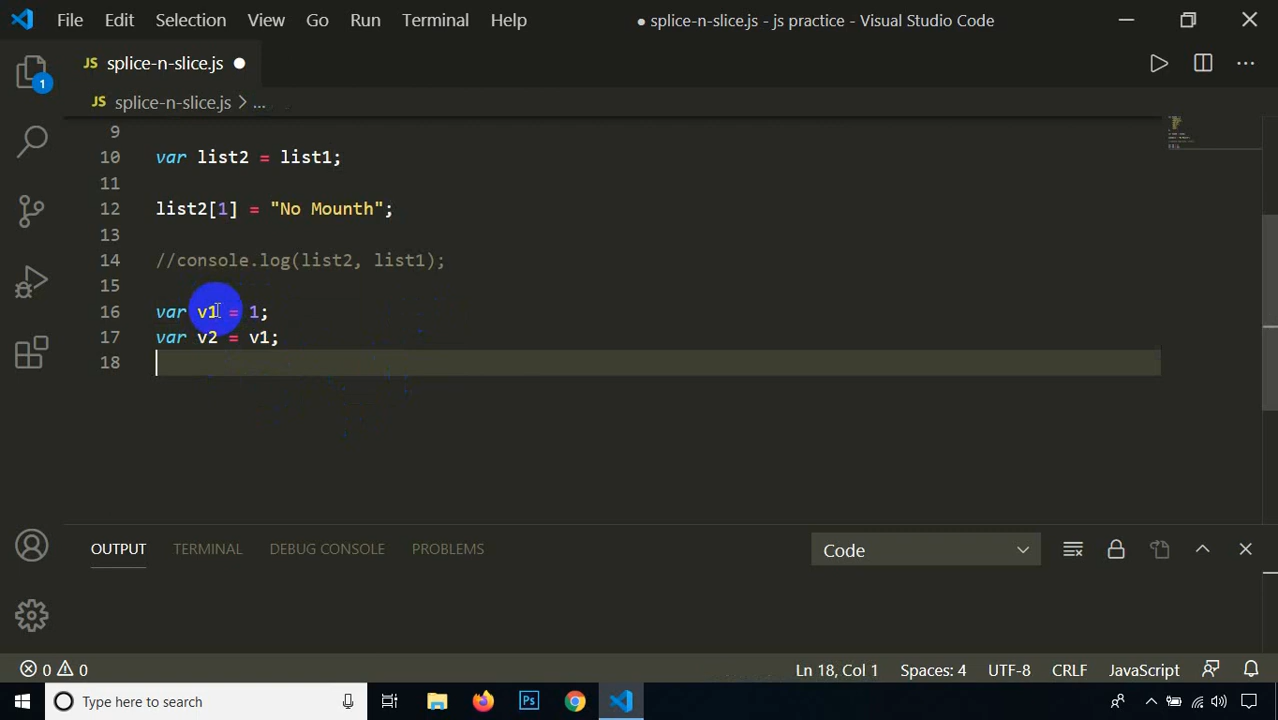 File Edit Selection View Go Run Terminal Help ● splice-n-slice.js - js practice - Visual Studio Code
JS splice-n-slice.js ●
JS splice-n-slice.js > ...
1
9
10 var list2 = list1;
11
12 list2[1] = "No Mounth";
13
14 //console.log(list2, list1);
15
16 var v1 = 1;
17 var v2 = v1;
18
OUTPUT TERMINAL DEBUG CONSOLE PROBLEMS Code
0 0 Ln 18, Col 1 Spaces: 4 UTF-8 CRLF JavaScript
Type here to search Ps